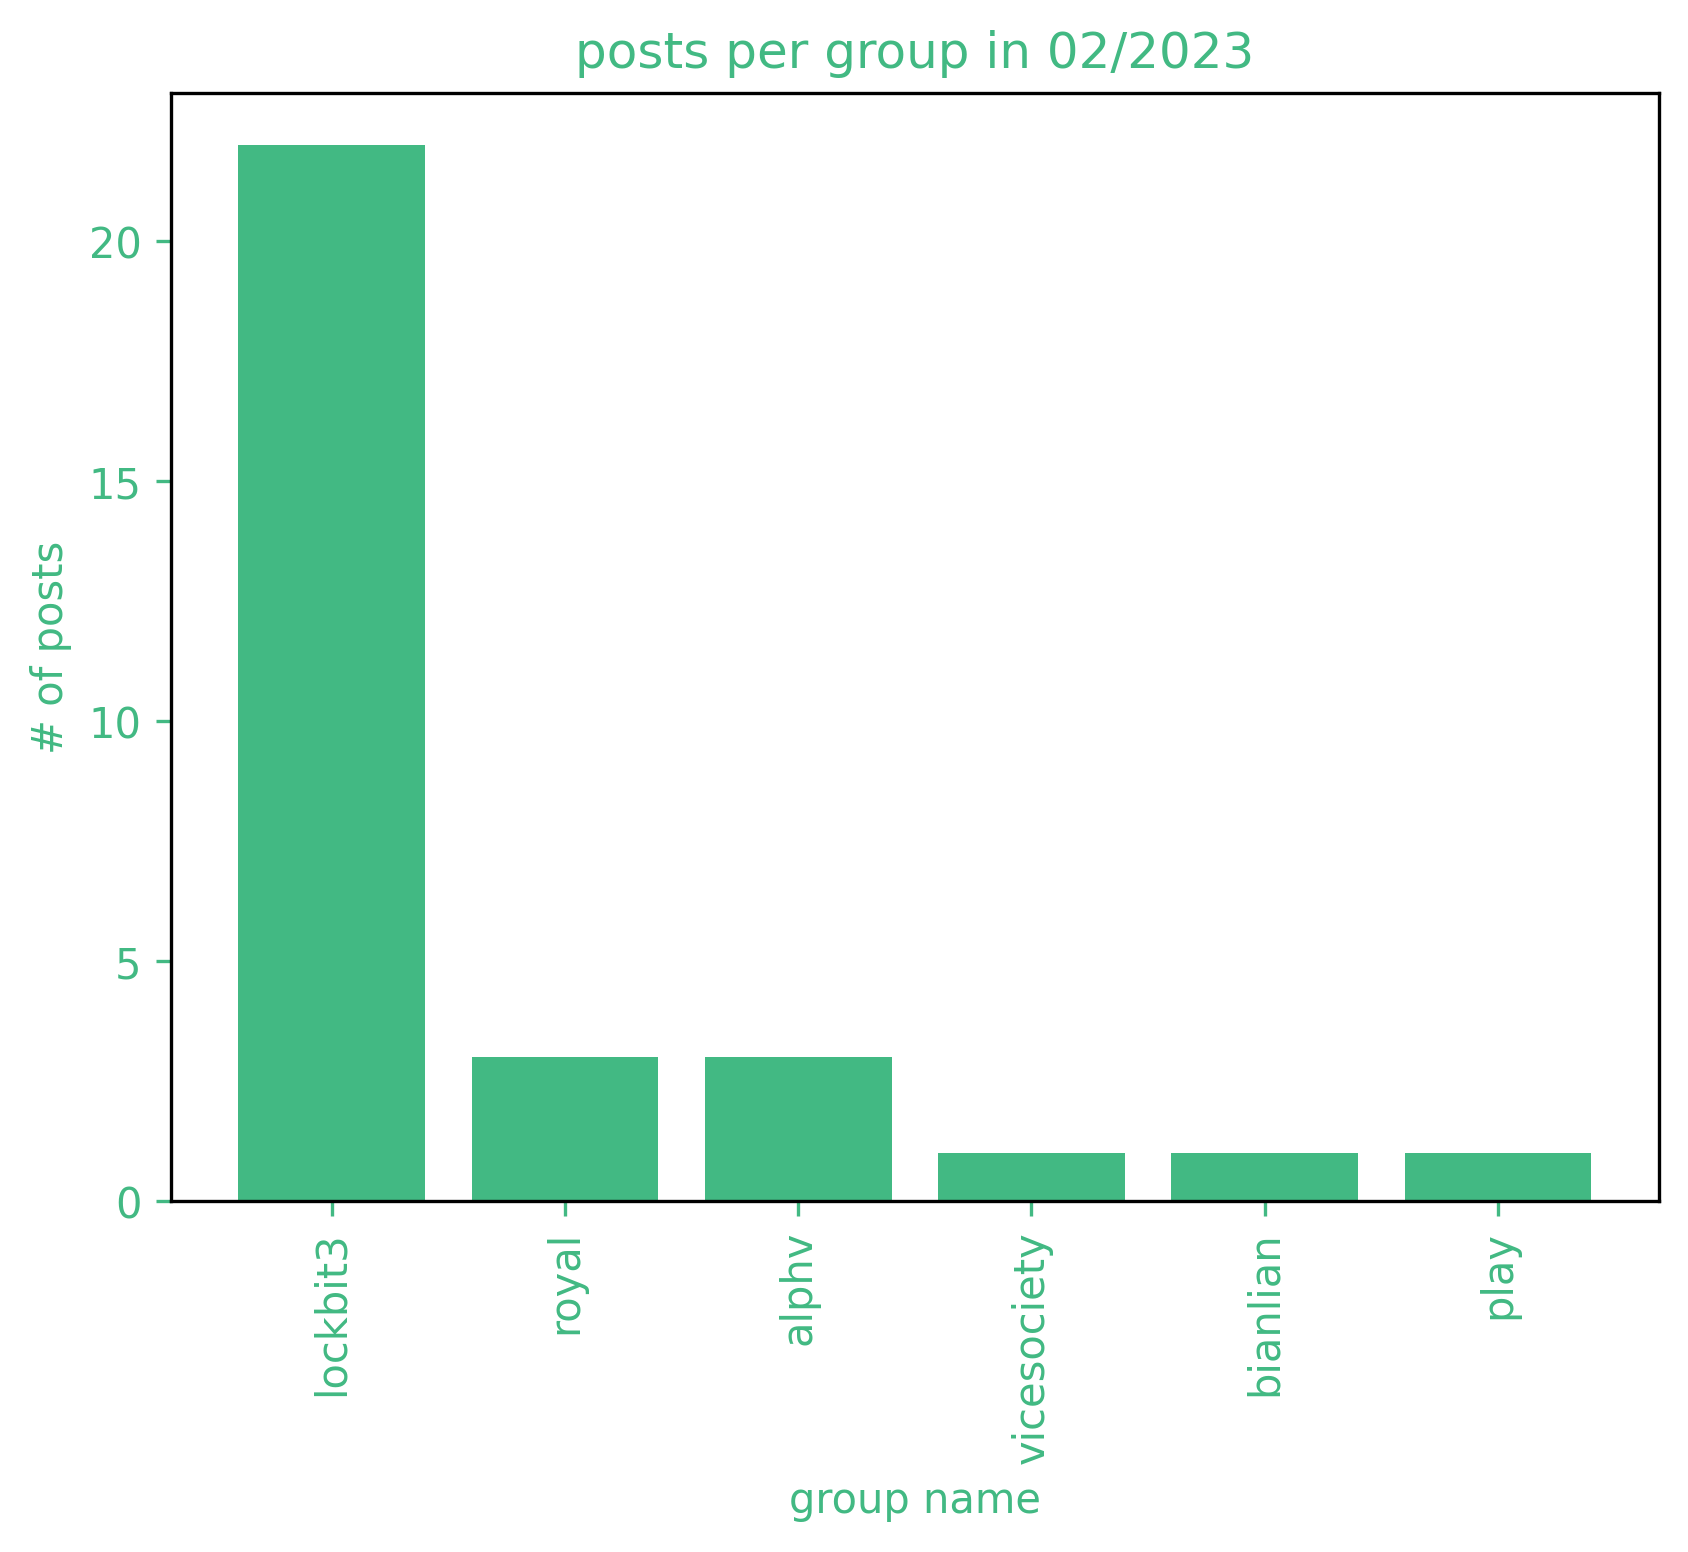 posts per group in 02/2023
# of posts
20
15
10
5
0
lockbit3
royal
alphv
vicesociety
bianlian
play
group name